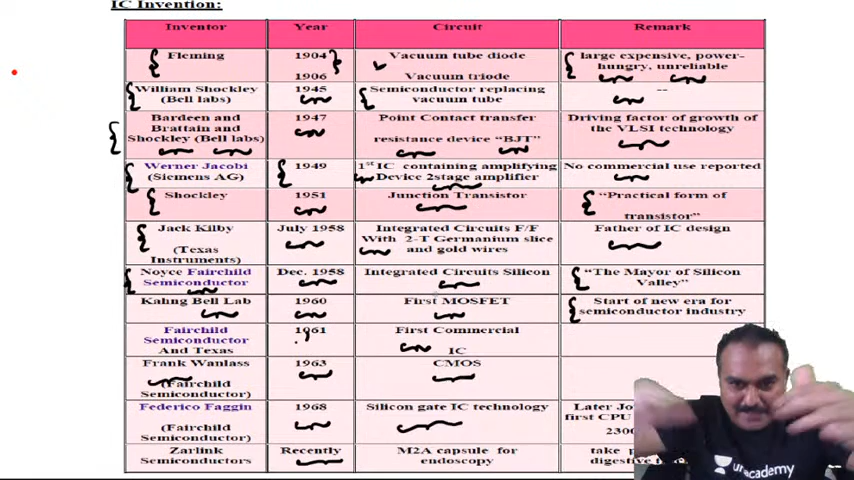 IC Invention:
Inventor Year Circuit Remark
Fleming 1904 Vacuum tube diode large expensive, power-
1906 Vacuum triode hungry, unreliable
William Shockley 1945 Semiconductor replacing --
(Bell labs) vacuum tube
Bardeen and 1947 Point Contact transfer Driving factor of growth of
Brattain and the VLSI technology
Shockley (Bell labs) resistance device "BJT"
Werner Jacobi 1949 1st IC containing amplifying No commercial use reported
(Siemens AG) Device 2stage amplifier
Shockley 1951 Junction Transistor "Practical form of
transistor"
Jack Kilby July 1958 Integrated Circuits F/F Father of IC design
With 2-T Germanium slice
(Texas and gold wires
Instruments)
Noyce Fairchild Dec. 1958 Integrated Circuits Silicon "The Mayor of Silicon
Semiconductor Valley"
Kahng Bell Lab 1960 First MOSFET Start of new era for
semiconductor industry
Fairchild 1961 First Commercial
Semiconductor
And Texas IC
Frank Wanlass 1963 CMOS
(Fairchild
Semiconductor)
Federico Faggin 1968 Silicon gate IC technology Later
first CPU
(Fairchild
Semiconductor)
Zarlink Recently M2A capsule for take
Semiconductors endoscopy
unacademy